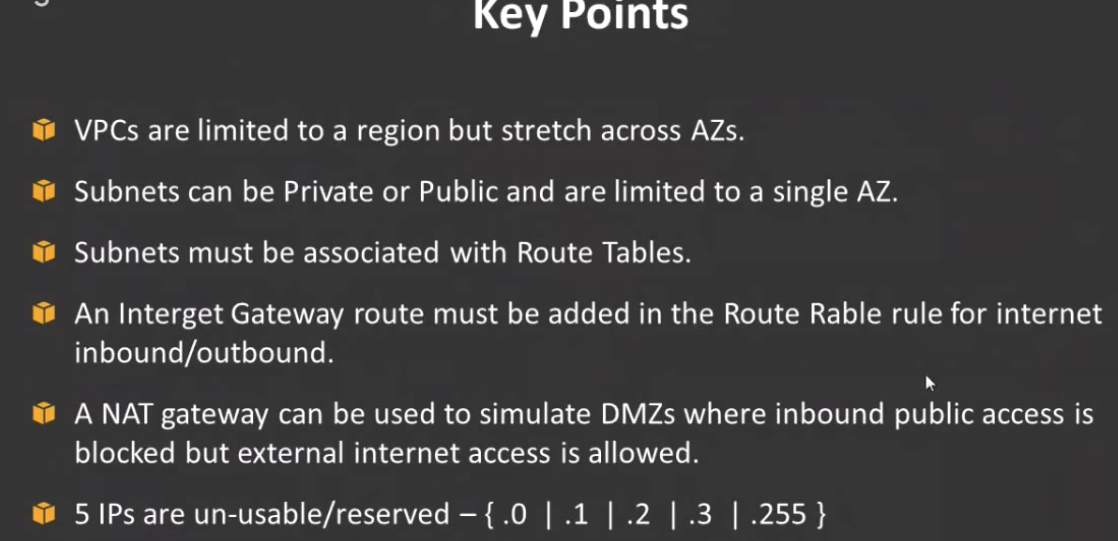 Key Points
VPCs are limited to a region but stretch across AZs.
Subnets can be Private or Public and are limited to a single AZ.
Subnets must be associated with Route Tables.
An Interget Gateway route must be added in the Route Rable rule for internet
inbound/outbound.
A NAT gateway can be used to simulate DMZs where inbound public access is
blocked but external internet access is allowed.
5 IPs are un-usable/reserved – { .0 | .1 | .2 | .3 | .255 }